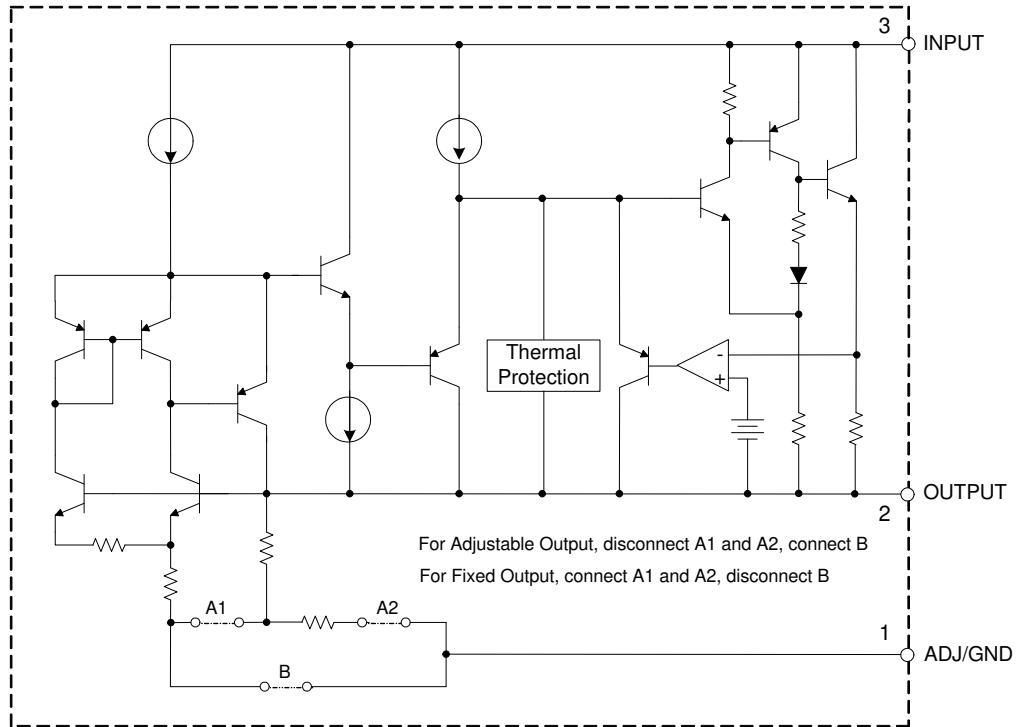 3
INPUT
Thermal
Protection
-
+
OUTPUT
2
For Adjustable Output, disconnect A1 and A2, connect B
For Fixed Output, connect A1 and A2, disconnect B
A1
A2
1
ADJ/GND
B